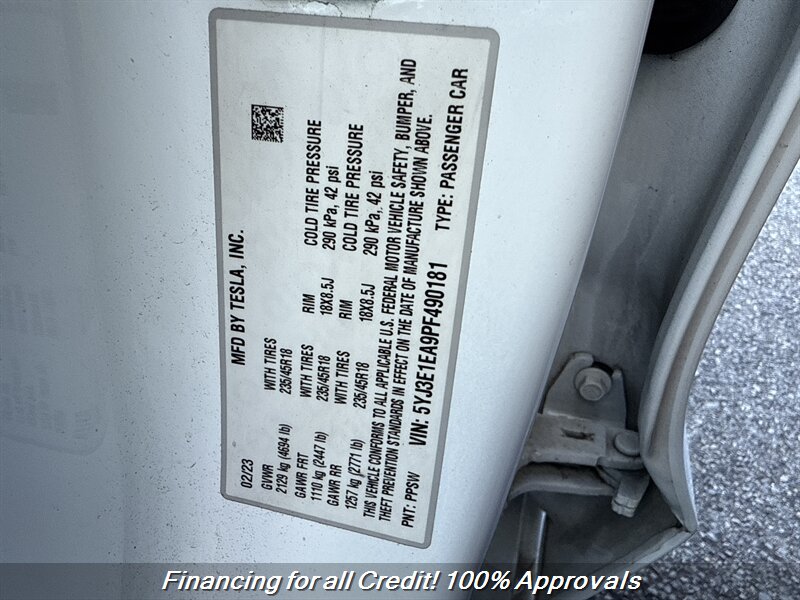 MFD BY TESLA, INC.
02/23
GVWR
2129 kg (4694 lb)
WITH TIRES
235/45R18
GAWR FRT
1110 kg (2447 lb)
WITH TIRES
235/45R18
RIM
18X8.5J
COLD TIRE PRESSURE
290 kPa, 42 psi
GAWR RR
1257 kg (2771 lb)
WITH TIRES
235/45R18
RIM
18X8.5J
COLD TIRE PRESSURE
290 kPa, 42 psi
THIS VEHICLE CONFORMS TO ALL APPLICABLE U.S. FEDERAL MOTOR VEHICLE SAFETY, BUMPER, AND
THEFT PREVENTION STANDARDS IN EFFECT ON THE DATE OF MANUFACTURE SHOWN ABOVE.
PNT: PPSW VIN: 5YJ3E1EA9PF490181 TYPE: PASSENGER CAR
Financing for all Credit! 100% Approvals